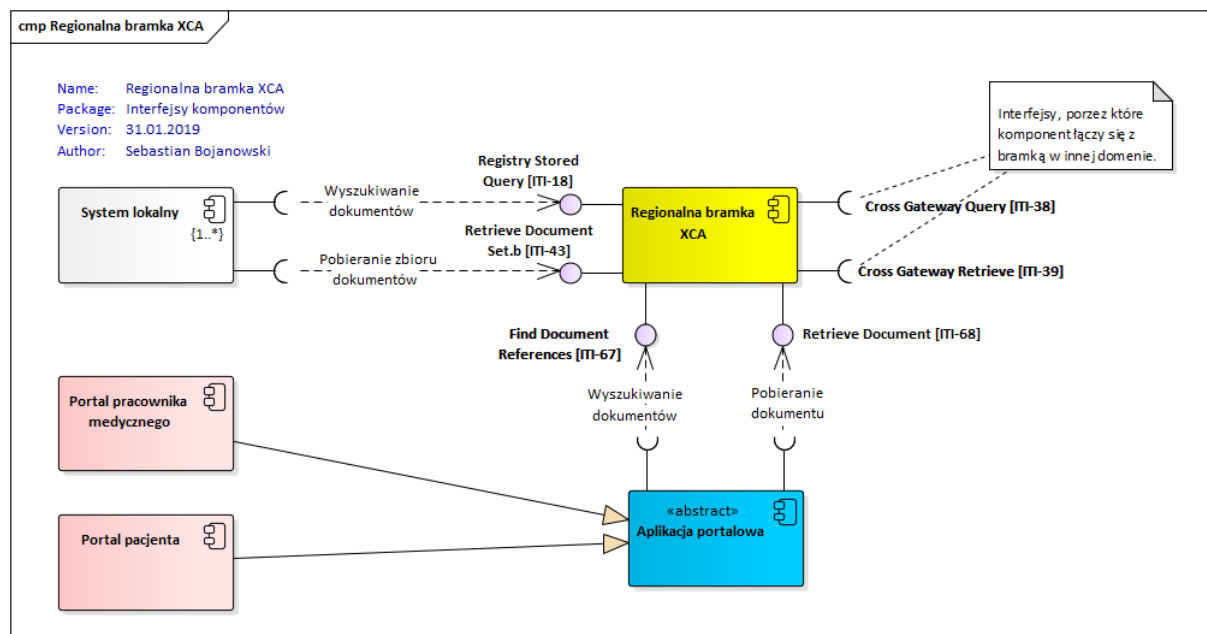 cmp Regionalna bramka XCA
Name: Regionalna bramka XCA
Package: Interfejsy komponentów
Version: 31.01.2019
Author: Sebastian Bojanowski
Interfejsy, porzez które
komponent łączy się z
bramką w innej domenie.
System lokalny
{1..*}
Wyszukiwanie
dokumentów
Registry Stored
Query [ITI-18]
Pobieranie zbioru
dokumentów
Retrieve Document
Set.b [ITI-43]
Regionalna bramka
XCA
Cross Gateway Query [ITI-38]
Cross Gateway Retrieve [ITI-39]
Find Document
References [ITI-67]
Retrieve Document [ITI-68]
Wyszukiwanie
dokumentów
Pobieranie
dokumentu
Portal pracownika
medycznego
Portal pacjenta
«abstract»
Aplikacja portalowa